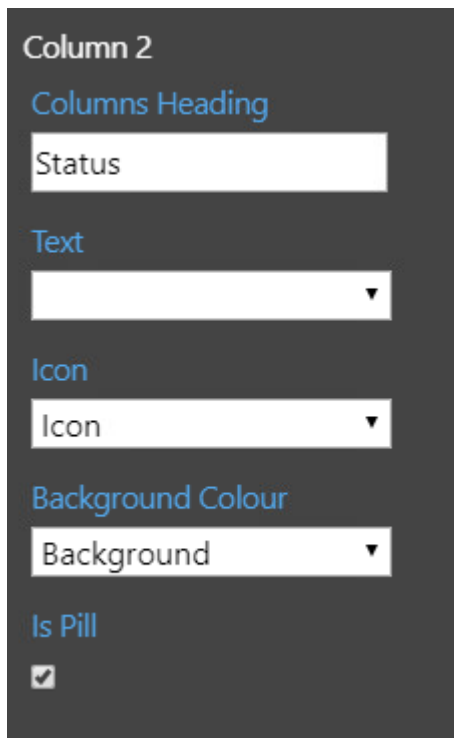 Column 2
Columns Heading
Status
Text
Icon
Icon
Background Colour
Background
Is Pill